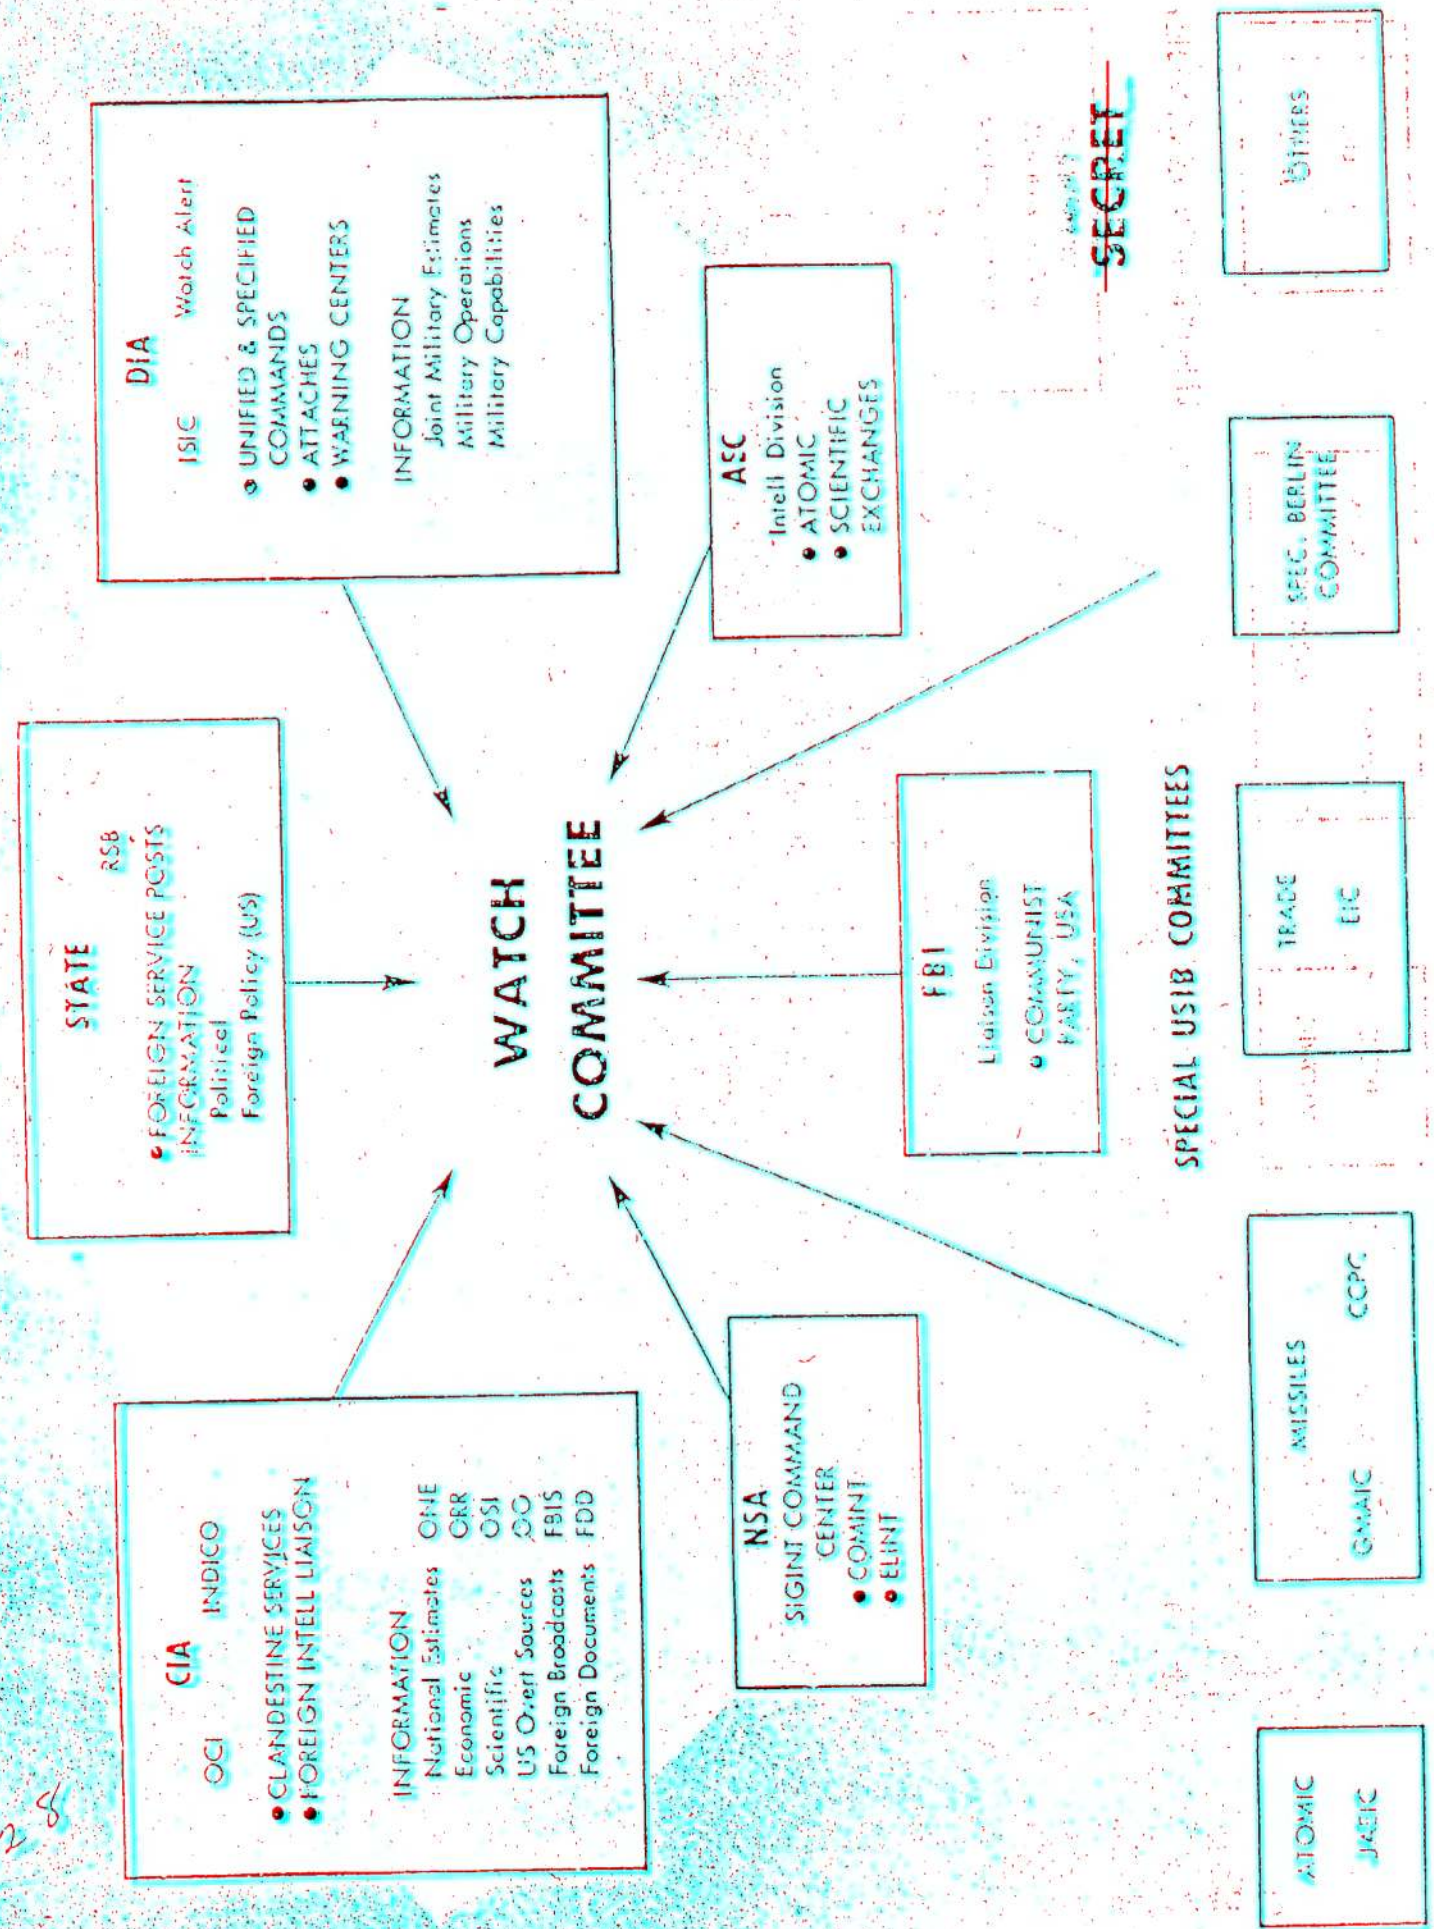 STATE
RSB
• FOREIGN SERVICE POSTS
INFORMATION
Political
Foreign Policy (US)
CIA
OCI INDICO
• CLANDESTINE SERVICES
• FOREIGN INTELL LIAISON
INFORMATION
National Estimates ONE
Economic ORR
Scientific OSI
US Overt Sources OO
Foreign Broadcasts FBIS
Foreign Documents FDD
DIA
ISIC Watch Alert
• UNIFIED & SPECIFIED
COMMANDS
• ATTACHES
• WARNING CENTERS
INFORMATION
Joint Military Estimates
Military Operations
Military Capabilities
WATCH
COMMITTEE
NSA
SIGINT COMMAND
CENTER
• COMINT
• ELINT
AEC
Intell Division
• ATOMIC
• SCIENTIFIC
EXCHANGES
FBI
Liaison Division
• COMMUNIST
PARTY, USA
SECRET
SPECIAL USIB COMMITTEES
ATOMIC
JAEIC
MISSILES
GMAIC CCPC
TRADE
EIC
SPEC. BERLIN
COMMITTEE
OTHERS